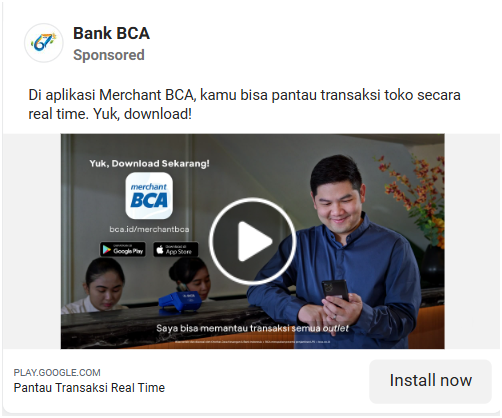 67
Bank BCA
Sponsored
Di aplikasi Merchant BCA, kamu bisa pantau transaksi toko secara
real time. Yuk, download!
Yuk, Download Sekarang!
merchant
BCA
bca.id/merchantbca
Google Play
App Store
Saya bisa memantau transaksi semua outlet
PLAY.GOOGLE.COM
Pantau Transaksi Real Time
Install now